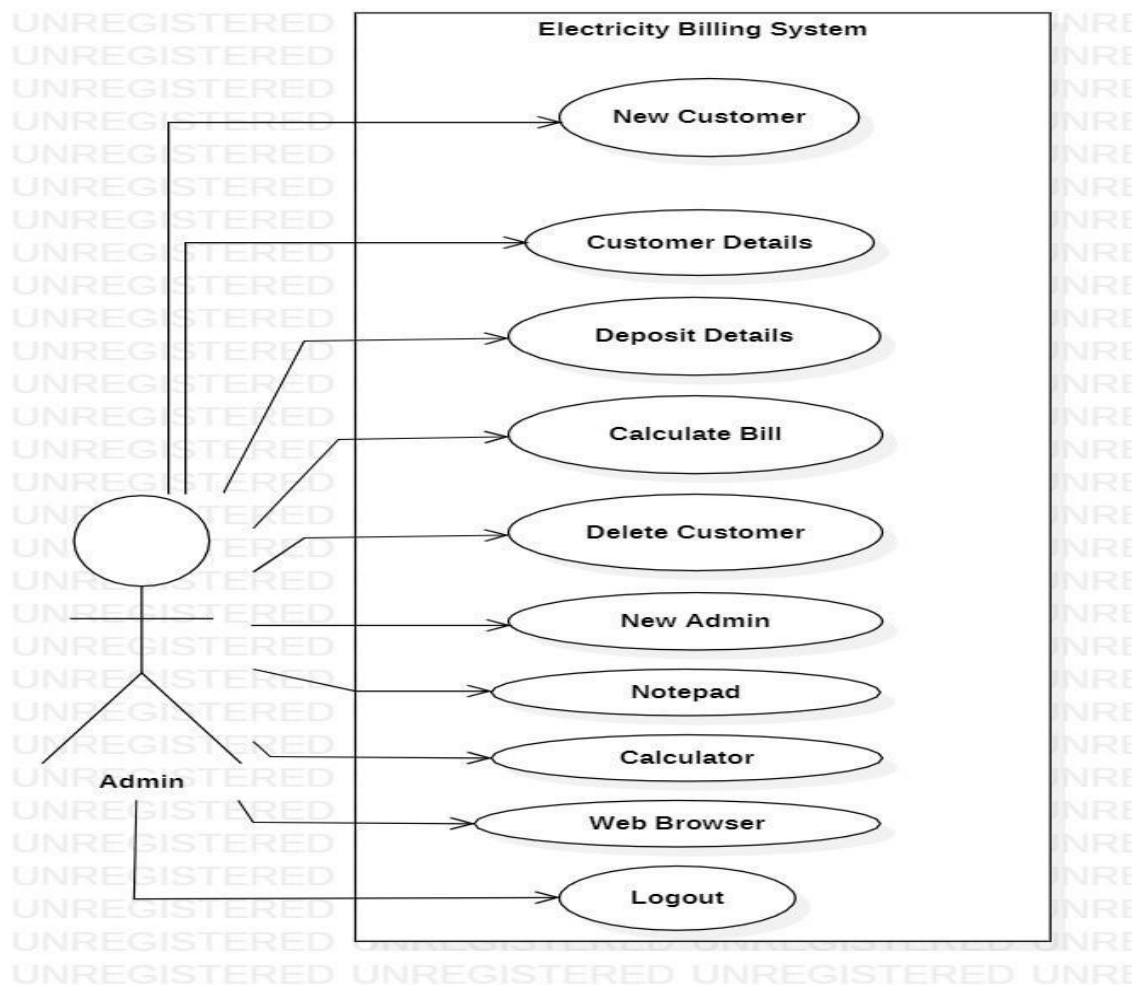 Electricity Billing System
New Customer
Customer Details
Deposit Details
Calculate Bill
Delete Customer
New Admin
Notepad
Calculator
Admin
Web Browser
Logout
UNREGISTERED UNREGISTERED UNREGISTERED